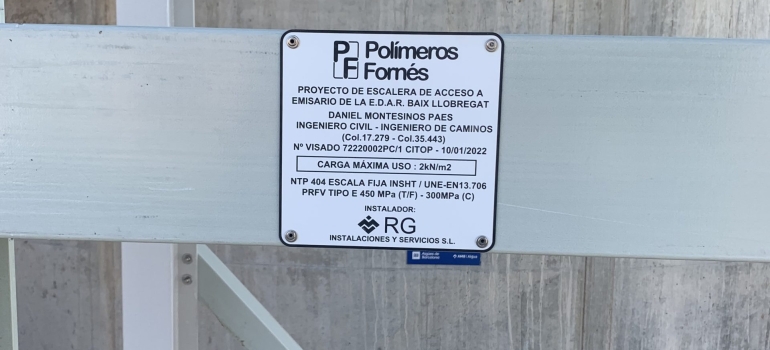 PF Polímeros
Fornés
PROYECTO DE ESCALERA DE ACCESO A
EMISARIO DE LA E.D.A.R. BAIX LLOBREGAT
DANIEL MONTESINOS PAES
INGENIERO CIVIL - INGENIERO DE CAMINOS
(Col.17.279 - Col.35.443)
Nº VISADO 72220002PC/1 CITOP - 10/01/2022
CARGA MÁXIMA USO : 2kN/m2
NTP 404 ESCALA FIJA INSHT / UNE-EN13.706
PRFV TIPO E 450 MPa (T/F) - 300MPa (C)
INSTALADOR:
RG
INSTALACIONES Y SERVICIOS S.L.